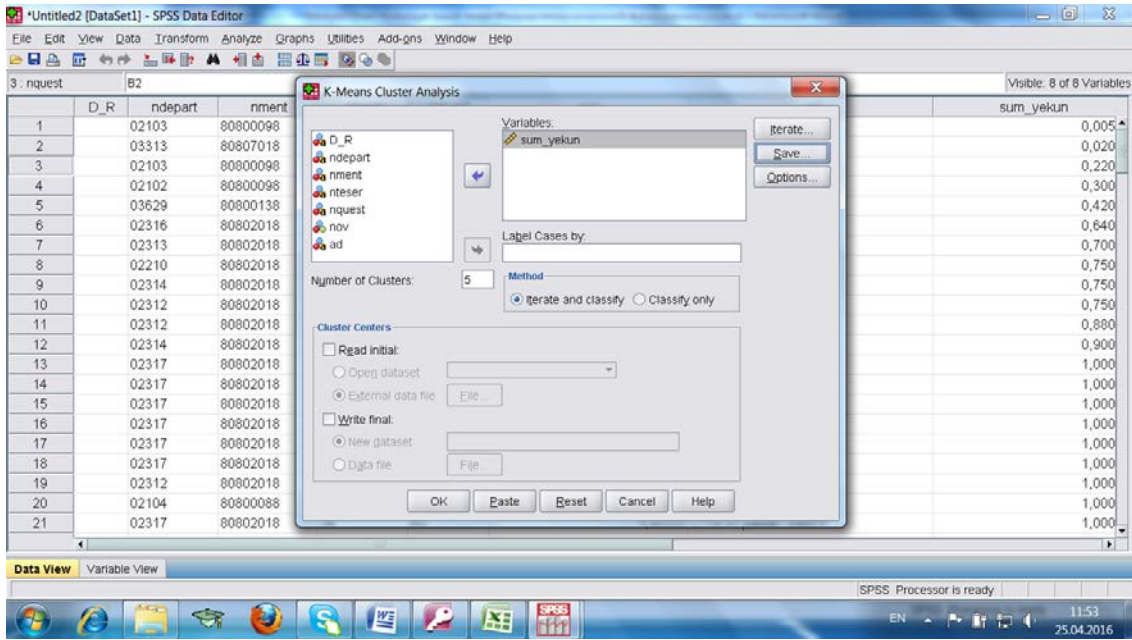 *Untitled2 [DataSet1] - SPSS Data Editor
File Edit View Data Transform Analyze Graphs Utilities Add-ons Window Help
3 : nquest B2 Visible: 8 of 8 Variables
D_R ndepart nment sum_yekun
1 02103 80800098 0,005
2 03313 80807018 0,020
3 02103 80800098 0,220
4 02102 80800098 0,300
5 03629 80800138 0,420
6 02316 80802018 0,640
7 02313 80802018 0,700
8 02210 80802018 0,750
9 02314 80802018 0,750
10 02312 80802018 0,750
11 02312 80802018 0,880
12 02314 80802018 0,900
13 02317 80802018 1,000
14 02317 80802018 1,000
15 02317 80802018 1,000
16 02317 80802018 1,000
17 02317 80802018 1,000
18 02317 80802018 1,000
19 02312 80802018 1,000
20 02104 80800088 1,000
21 02317 80802018 1,000
K-Means Cluster Analysis
D_R
ndepart
nment
nteser
nquest
nov
ad
Variables:
sum_yekun
Label Cases by:
Iterate...
Save...
Options...
Number of Clusters: 5
Method
Iterate and classify Classify only
Cluster Centers
Read initial:
Open dataset
External data file File...
Write final:
New dataset
Data file File...
OK Paste Reset Cancel Help
Data View Variable View
SPSS Processor is ready
SPSS
EN 11:53
25.04.2016